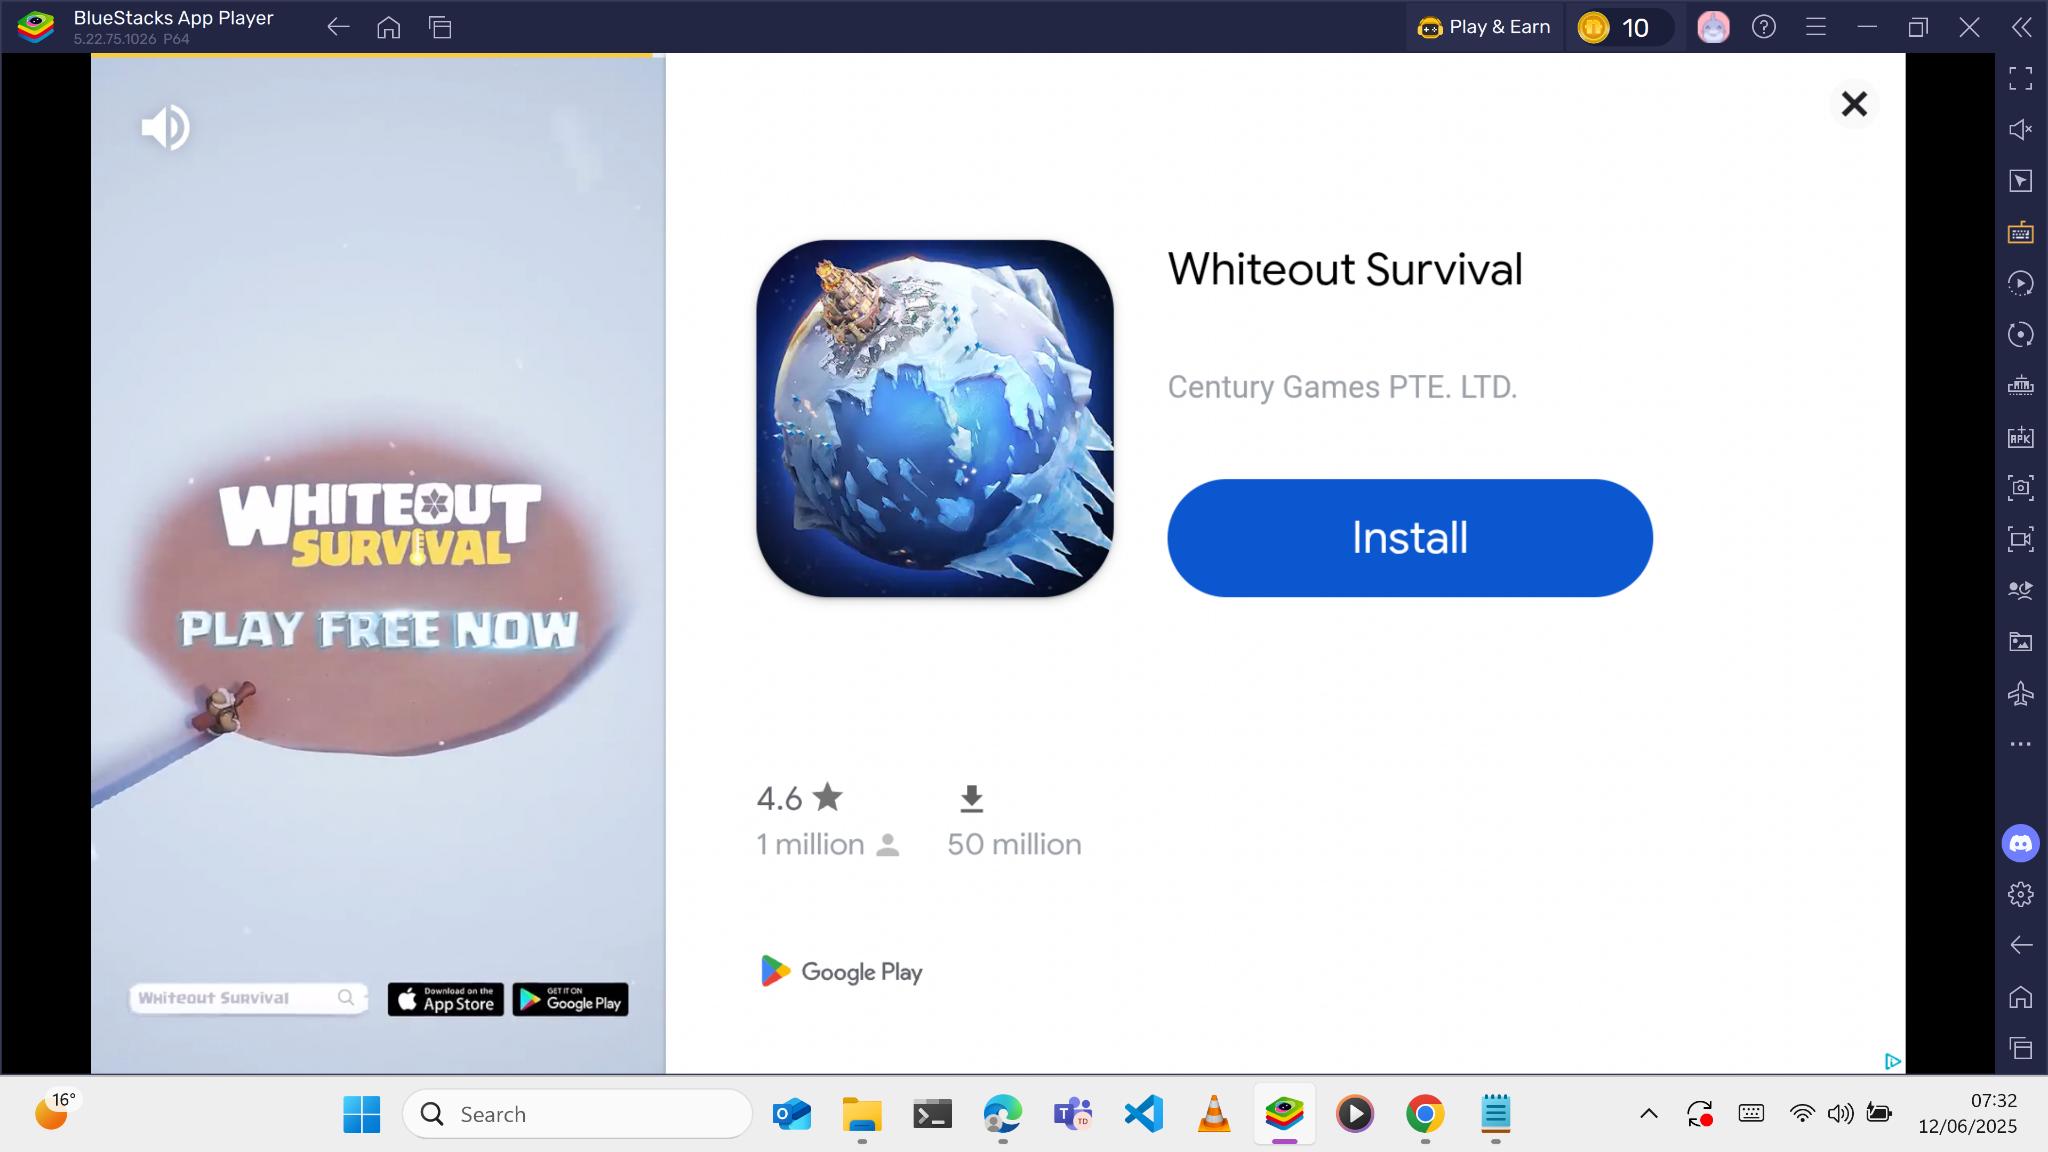 BlueStacks App Player
5.22.75.1026 P64
Play & Earn
10
WHITEOUT
SURVIVAL
PLAY FREE NOW
Whiteout Survival
Download on the
App Store
GET IT ON
Google Play
Whiteout Survival
Century Games PTE. LTD.
Install
4.6
1 million
50 million
Google Play
APK
16°
Search
TD
07:32
12/06/2025